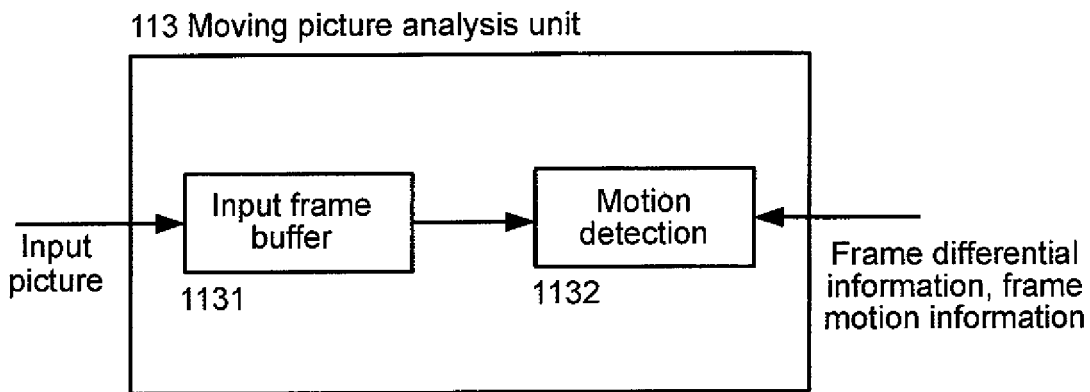 113 Moving picture analysis unit
Input frame
buffer
Motion
detection
Input
picture
1131
1132
Frame differential
information, frame
motion information